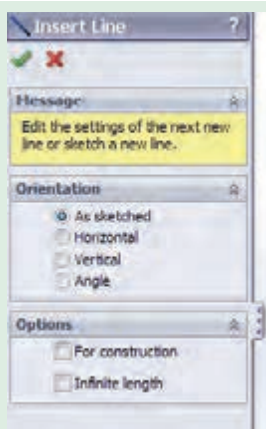 Insert Line ?
Message
Edit the settings of the next new
line or sketch a new line.
Orientation
As sketched
Horizontal
Vertical
Angle
Options
For construction
Infinite length